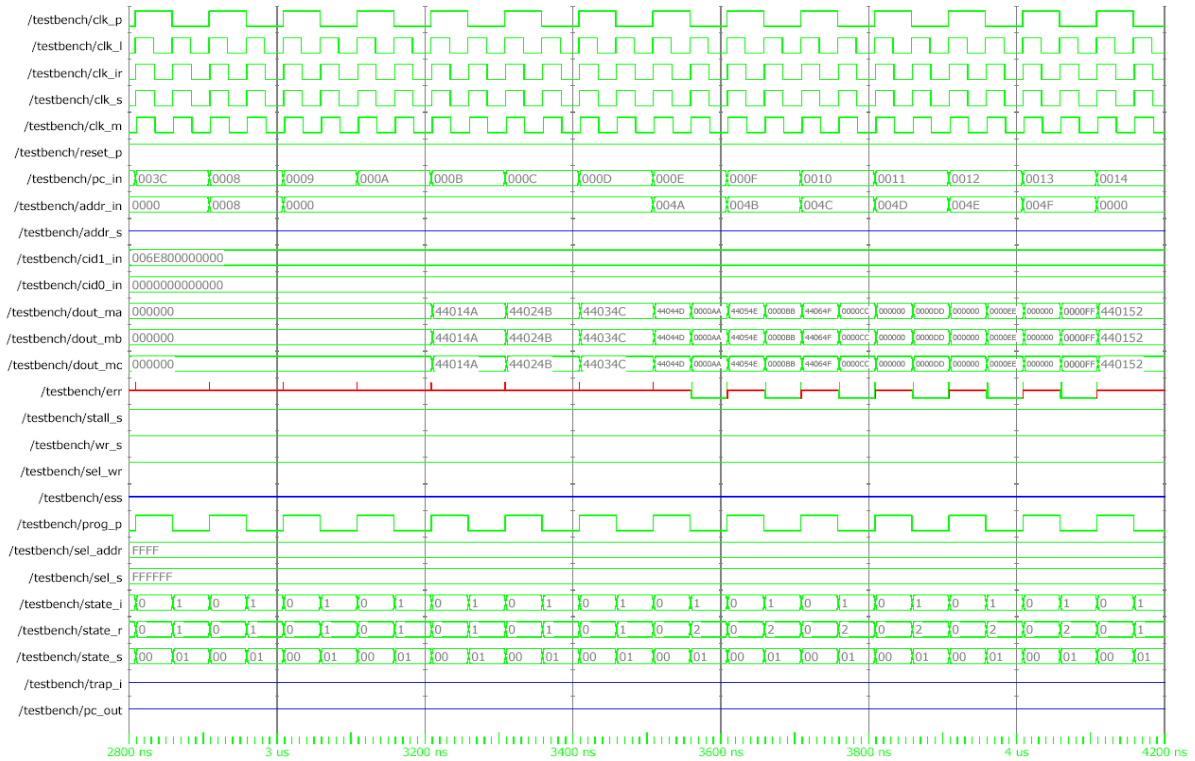 /testbench/clk_p
/testbench/clk_l
/testbench/clk_ir
/testbench/clk_s
/testbench/clk_m
/testbench/reset_p
/testbench/pc_in 003C 0008 0009 000A 000B 000C 000D 000E 000F 0010 0011 0012 0013 0014
/testbench/addr_in 0000 0008 0000 004A 004B 004C 004D 004E 004F 0000
/testbench/addr_s
/testbench/cid1_in 006E800000000
/testbench/cid0_in 0000000000000
/testbench/dout_ma 000000 44014A 44024B 44034C 44044D 0000AA 44054E 0000BB 44064F 0000CC 000000 0000DD 000000 0000EE 000000 0000FF 440152
/testbench/dout_mb 000000 44014A 44024B 44034C 44044D 0000AA 44054E 0000BB 44064F 0000CC 000000 0000DD 000000 0000EE 000000 0000FF 440152
/testbench/dout_mc 000000 44014A 44024B 44034C 44044D 0000AA 44054E 0000BB 44064F 0000CC 000000 0000DD 000000 0000EE 000000 0000FF 440152
/testbench/err
/testbench/stall_s
/testbench/wr_s
/testbench/sel_wr
/testbench/ess
/testbench/prog_p
/testbench/sel_addr FFFF
/testbench/sel_s FFFFFF
/testbench/state_i 0 1 0 1 0 1 0 1 0 1 0 1 0 1 0 1 0 1 0 1 0 1 0 1 0 1 0 1
/testbench/state_r 0 1 0 1 0 1 0 1 0 1 0 1 0 1 0 2 0 2 0 2 0 2 0 2 0 2 0 1
/testbench/state_s 00 01 00 01 00 01 00 01 00 01 00 01 00 01 00 01 00 01 00 01 00 01 00 01 00 01 00 01
/testbench/trap_i
/testbench/pc_out
2800 ns 3 us 3200 ns 3400 ns 3600 ns 3800 ns 4 us 4200 ns